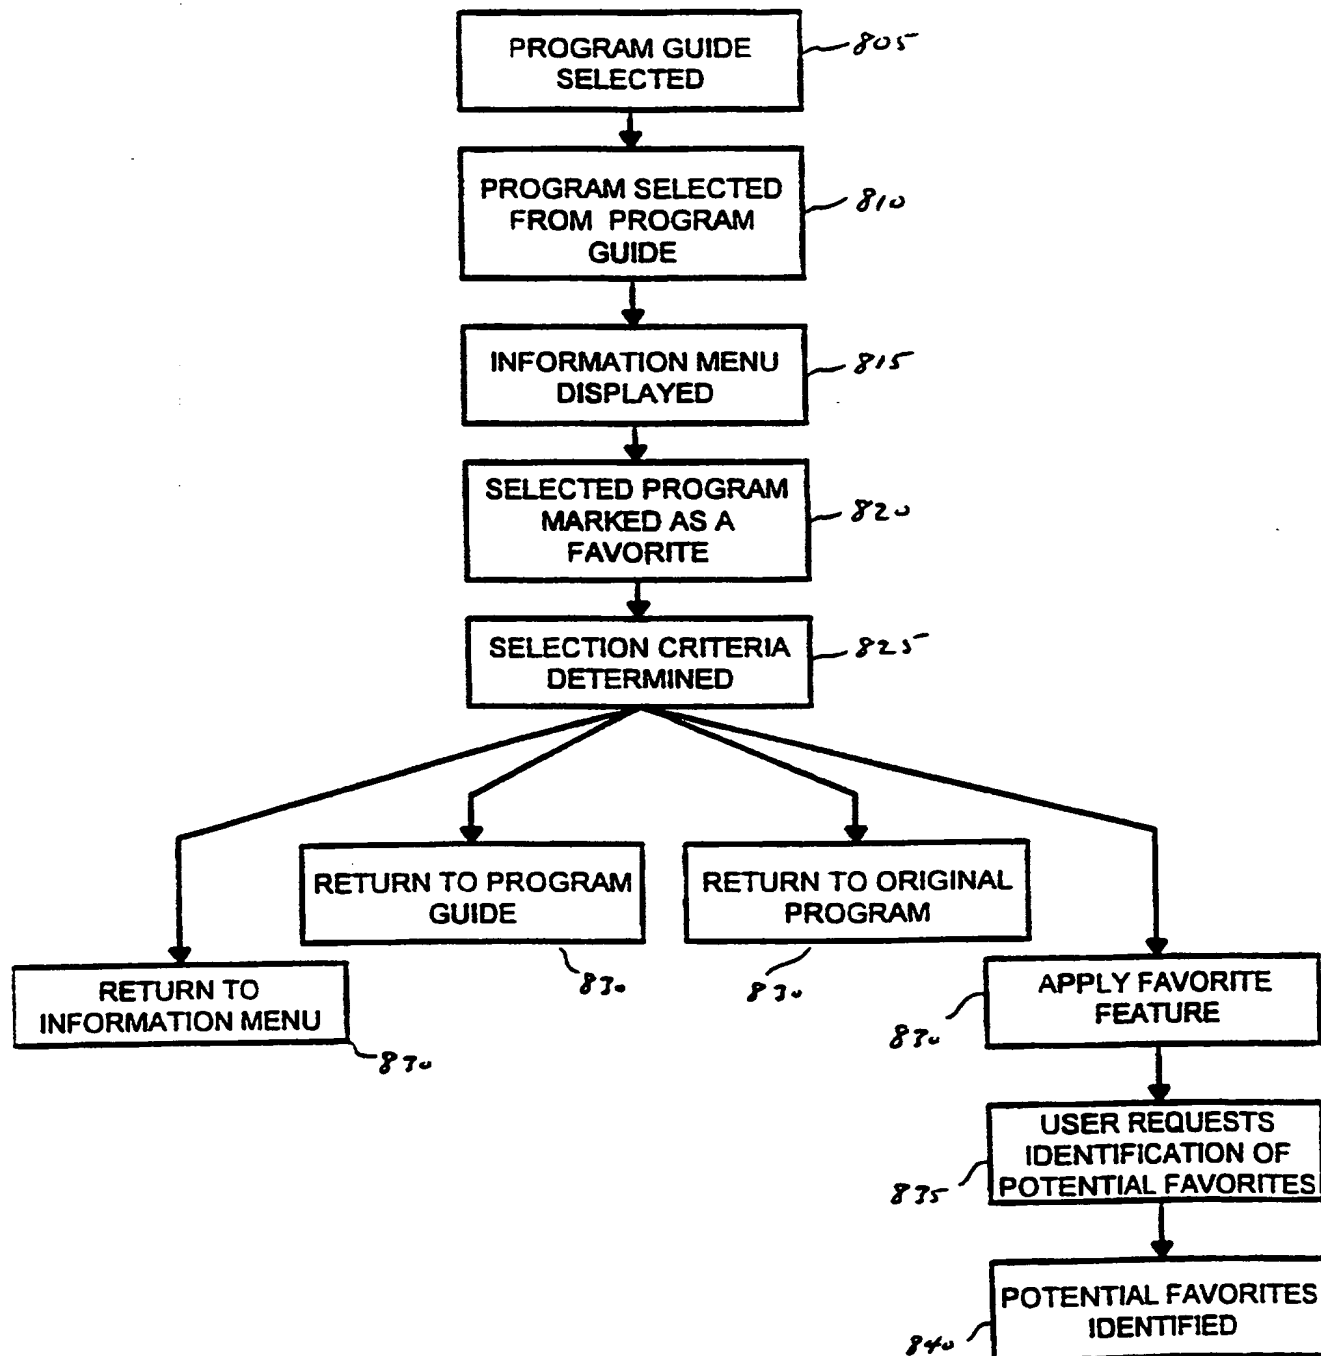 PROGRAM GUIDE
SELECTED
805
PROGRAM SELECTED
FROM PROGRAM
GUIDE
810
INFORMATION MENU
DISPLAYED
815
SELECTED PROGRAM
MARKED AS A
FAVORITE
820
SELECTION CRITERIA
DETERMINED
825
RETURN TO
INFORMATION MENU
830
RETURN TO PROGRAM
GUIDE
830
RETURN TO ORIGINAL
PROGRAM
830
APPLY FAVORITE
FEATURE
830
USER REQUESTS
IDENTIFICATION OF
POTENTIAL FAVORITES
835
POTENTIAL FAVORITES
IDENTIFIED
840